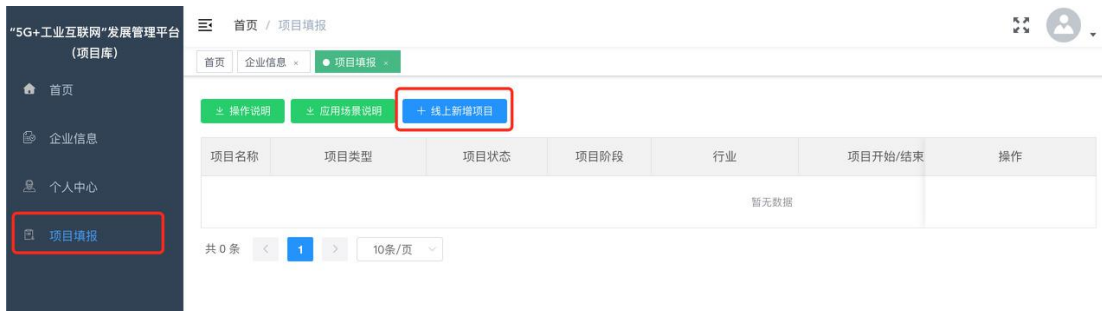 “5G+工业互联网”发展管理平台
（项目库）
首页
企业信息
个人中心
项目填报
首页 / 项目填报
首页 企业信息 × ● 项目填报 ×
操作说明 应用场景说明 + 线上新增项目
项目名称 项目类型 项目状态 项目阶段 行业 项目开始/结束 操作
暂无数据
共 0 条 < 1 > 10条/页